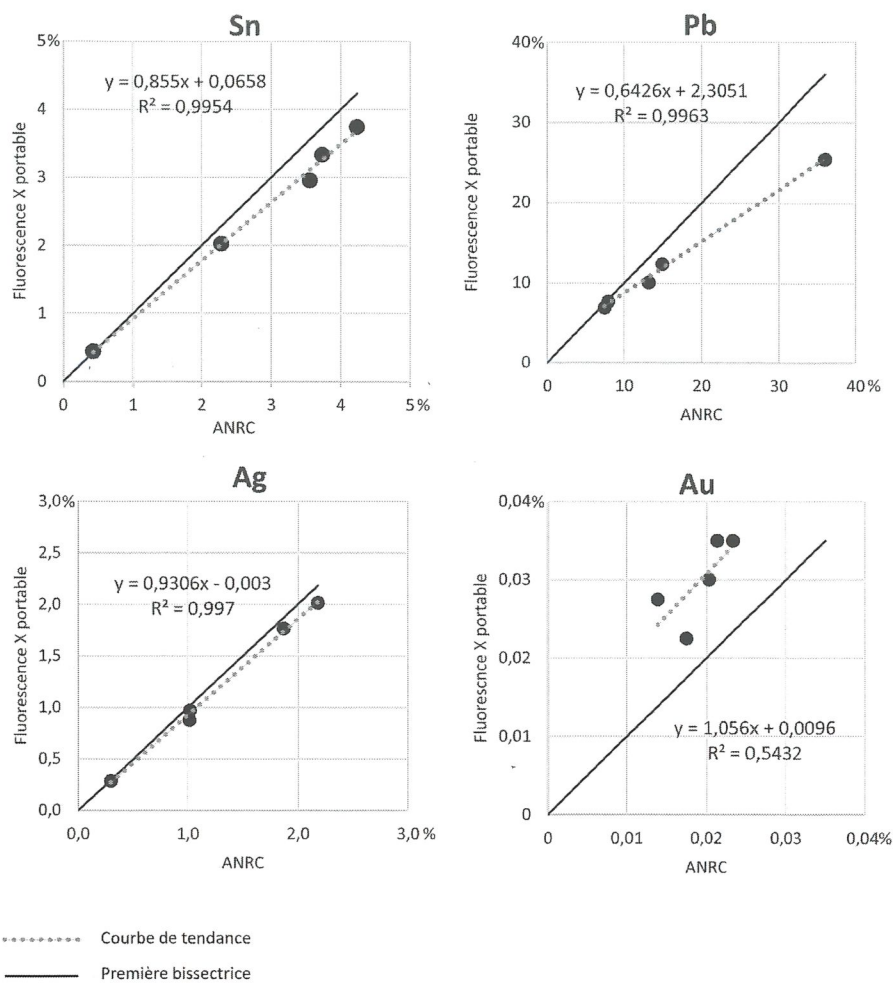 Sn
5%
4
3
2
1
0
0 1 2 3 4 5%
y = 0,855x + 0,0658
R² = 0,9954
Fluorescence X portable
ANRC
Pb
40%
30
20
10
0
0 10 20 30 40%
y = 0,6426x + 2,3051
R² = 0,9963
Fluorescence X portable
ANRC
Ag
3,0%
2,5
2,0
1,5
1,0
0,5
0,0
0,0 1,0 2,0 3,0%
y = 0,9306x - 0,003
R² = 0,997
Fluorescence X portable
ANRC
Au
0,04%
0,03
0,02
0,01
0
0 0,01 0,02 0,03 0,04%
y = 1,056x + 0,0096
R² = 0,5432
Fluorescnce X portable
ANRC
Courbe de tendance
Première bissectrice